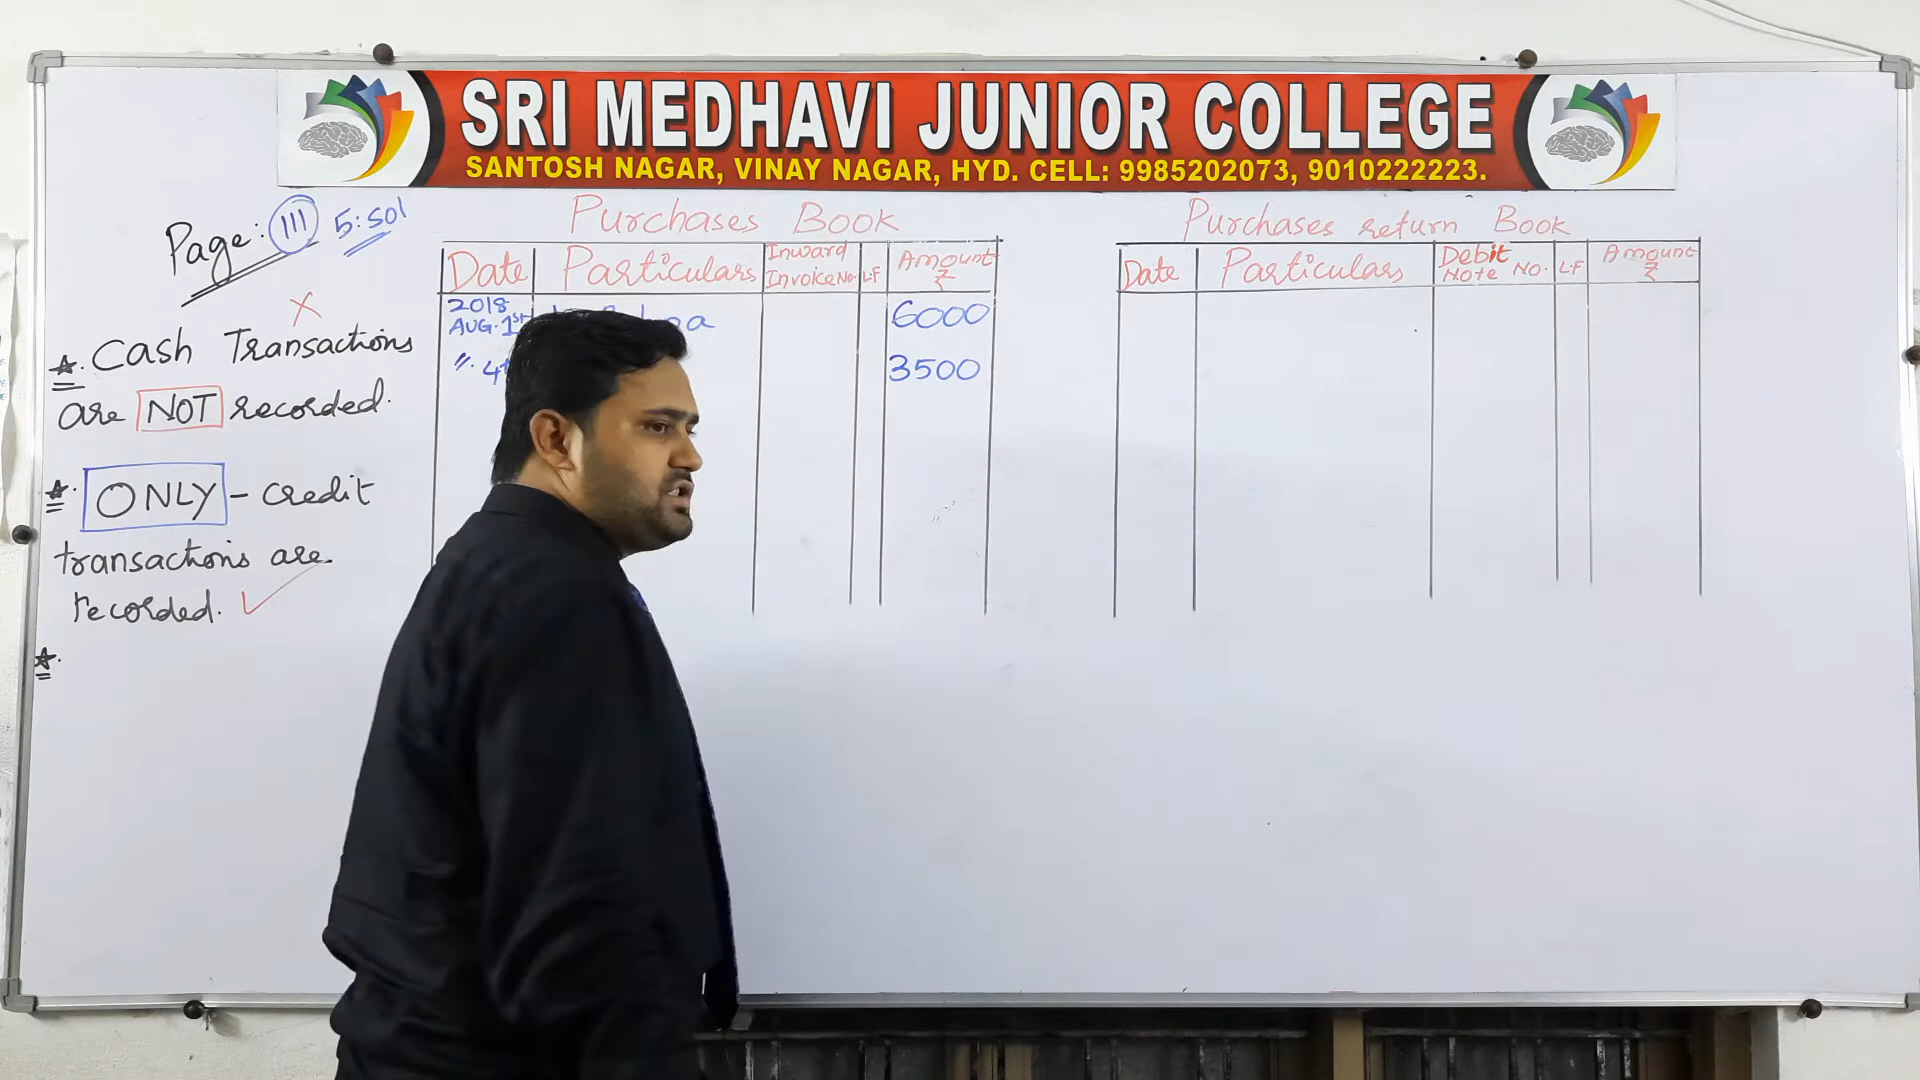 SRI MEDHAVI JUNIOR COLLEGE
SANTOSH NAGAR, VINAY NAGAR, HYD. CELL: 9985202073, 9010222223.
Page: 111 5:Sol
★. Cash Transactions
are NOT recorded.
★. ONLY - Credit
transactions are
recorded.
★.
Purchases Book
Date Particulars Inward Invoice No. L.F Amount ₹
2018
AUG. 1st 6000
〃 3500
Purchases return Book
Date Particulars Debit Note No. L.F Amount ₹